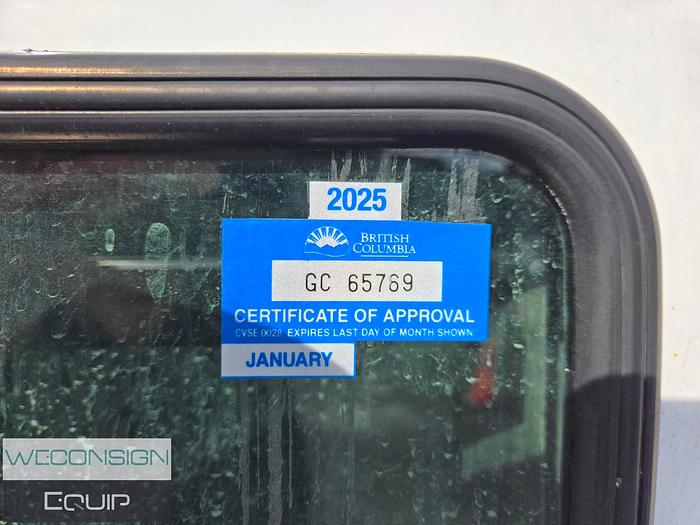 2025
BRITISH
COLUMBIA
GC 65769
CERTIFICATE OF APPROVAL
CVSE 0028 EXPIRES LAST DAY OF MONTH SHOWN
JANUARY
WECONSIGN
EQUIP